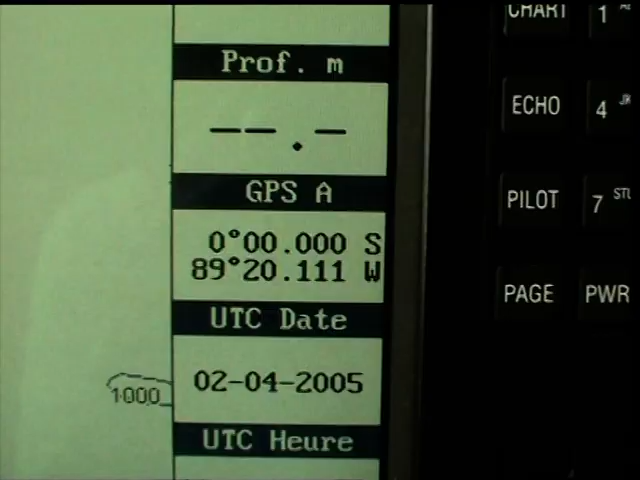 Prof. m
--.-
GPS A
0°00.000 S
89°20.111 W
UTC Date
02-04-2005
UTC Heure
1000
CHART 1
ECHO 4
PILOT 7
PAGE PWR